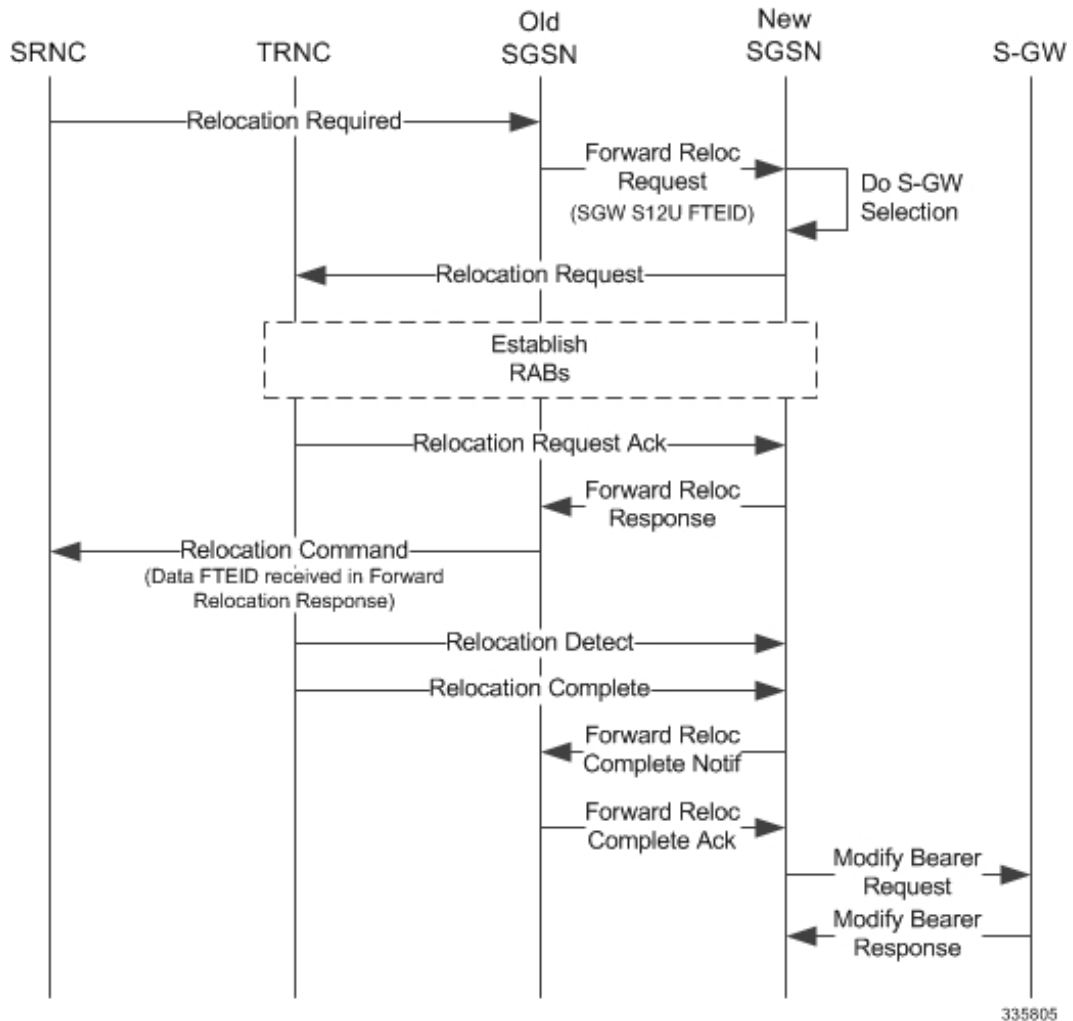 Old
New
SRNC
TRNC
SGSN
SGSN
S-GW
Relocation Required
Forward Reloc
Request
(SGW S12U FTEID)
Do S-GW
Selection
Relocation Request
Establish
RABs
Relocation Request Ack
Forward Reloc
Response
Relocation Command
(Data FTEID received in Forward
Relocation Response)
Relocation Detect
Relocation Complete
Forward Reloc
Complete Notif
Forward Reloc
Complete Ack
Modify Bearer
Request
Modify Bearer
Response
335805